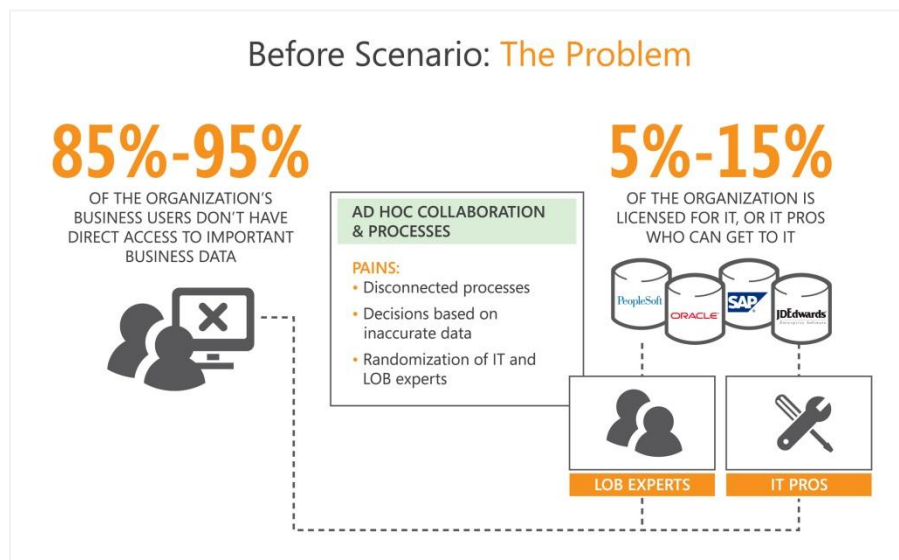 Before Scenario: The Problem
85%-95%
OF THE ORGANIZATION'S
BUSINESS USERS DON'T HAVE
DIRECT ACCESS TO IMPORTANT
BUSINESS DATA
AD HOC COLLABORATION
& PROCESSES
PAINS:
• Disconnected processes
• Decisions based on
inaccurate data
• Randomization of IT and
LOB experts
5%-15%
OF THE ORGANIZATION IS
LICENSED FOR IT, OR IT PROS
WHO CAN GET TO IT
PeopleSoft
ORACLE
SAP
JDEdwards
LOB EXPERTS
IT PROS